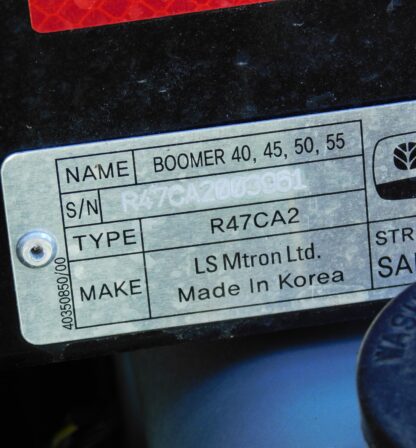 NAME BOOMER 40, 45, 50, 55
S/N R47CA2003961
TYPE R47CA2
MAKE LS Mtron Ltd.
Made In Korea
40350850/00
STR
SA